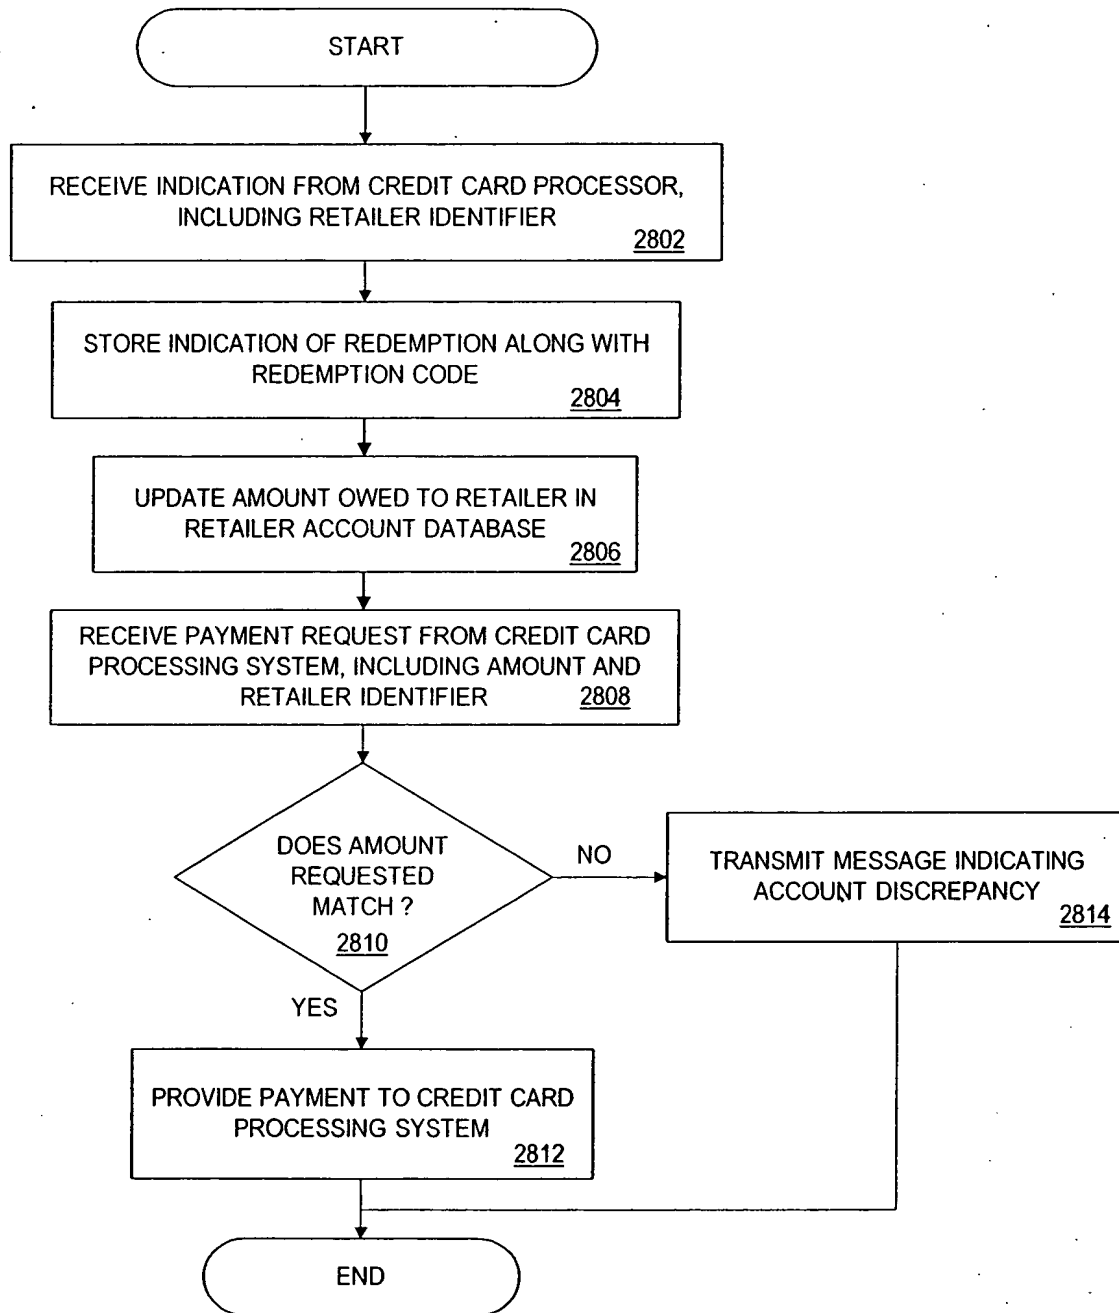 START
RECEIVE INDICATION FROM CREDIT CARD PROCESSOR,
INCLUDING RETAILER IDENTIFIER
2802
STORE INDICATION OF REDEMPTION ALONG WITH
REDEMPTION CODE
2804
UPDATE AMOUNT OWED TO RETAILER IN
RETAILER ACCOUNT DATABASE
2806
RECEIVE PAYMENT REQUEST FROM CREDIT CARD
PROCESSING SYSTEM, INCLUDING AMOUNT AND
RETAILER IDENTIFIER 2808
DOES AMOUNT
REQUESTED
MATCH ?
2810
NO
TRANSMIT MESSAGE INDICATING
ACCOUNT DISCREPANCY
2814
YES
PROVIDE PAYMENT TO CREDIT CARD
PROCESSING SYSTEM
2812
END